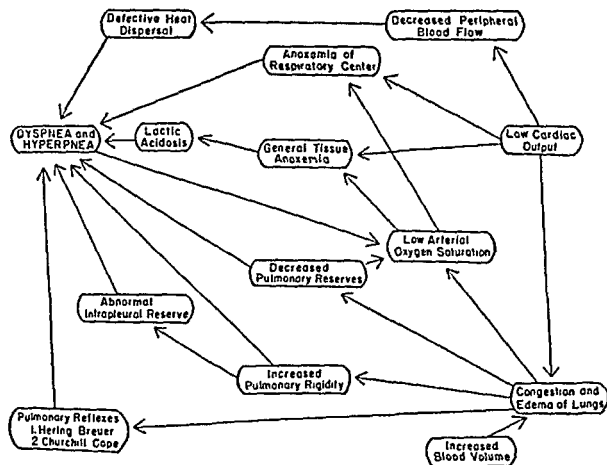 Defective Heat
Dispersal
Decreased Peripheral
Blood Flow
Anoxemia of
Respiratory Center
DYSPNEA and
HYPERPNEA
Lactic
Acidosis
General Tissue
Anoxemia
Low Cardiac
Output
Low Arterial
Oxygen Saturation
Decreased
Pulmonary Reserves
Abnormal
Intrapleural Reserve
Increased
Pulmonary Rigidity
Congestion and
Edema of Lungs
Pulmonary Reflexes
1. Hering Breuer
2 Churchill Cope
Increased
Blood Volume